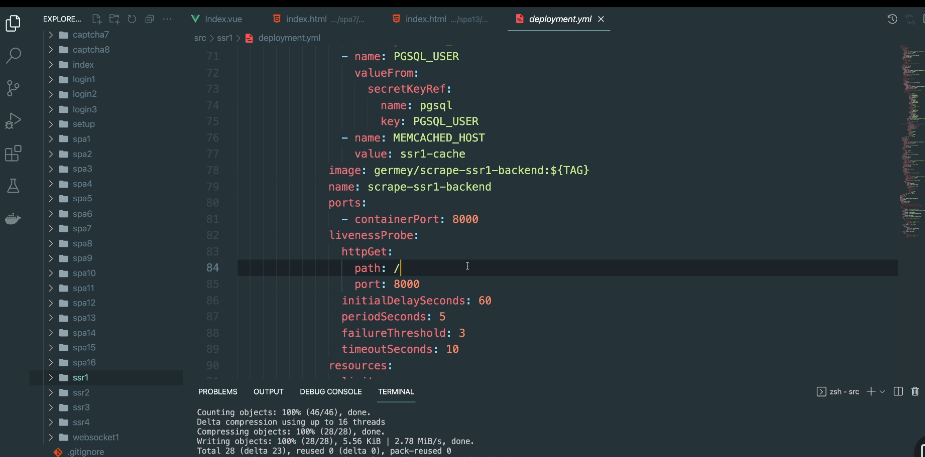 EXPLORE...
Index.vue
index.html .../spa7/...
index.html .../spa13/...
deployment.yml
src > ssr1 > deployment.yml
captcha7
captcha8
index
login1
login2
login3
setup
spa1
spa2
spa3
spa4
spa5
spa6
spa7
spa8
spa9
spa10
spa11
spa12
spa13
spa14
spa15
spa16
ssr1
ssr2
ssr3
ssr4
websocket1
.gitignore
71 - name: PGSQL_USER
72 valueFrom:
73 secretKeyRef:
74 name: pgsql
75 key: PGSQL_USER
76 - name: MEMCACHED_HOST
77 value: ssr1-cache
78 image: germey/scrape-ssr1-backend:${TAG}
79 name: scrape-ssr1-backend
80 ports:
81 - containerPort: 8000
82 livenessProbe:
83 httpGet:
84 path: /
85 port: 8000
86 initialDelaySeconds: 60
87 periodSeconds: 5
88 failureThreshold: 3
89 timeoutSeconds: 10
90 resources:
PROBLEMS OUTPUT DEBUG CONSOLE TERMINAL
zsh - src
Counting objects: 100% (46/46), done.
Delta compression using up to 16 threads
Compressing objects: 100% (28/28), done.
Writing objects: 100% (28/28), 5.56 KiB | 2.78 MiB/s, done.
Total 28 (delta 23), reused 0 (delta 0), pack-reused 0